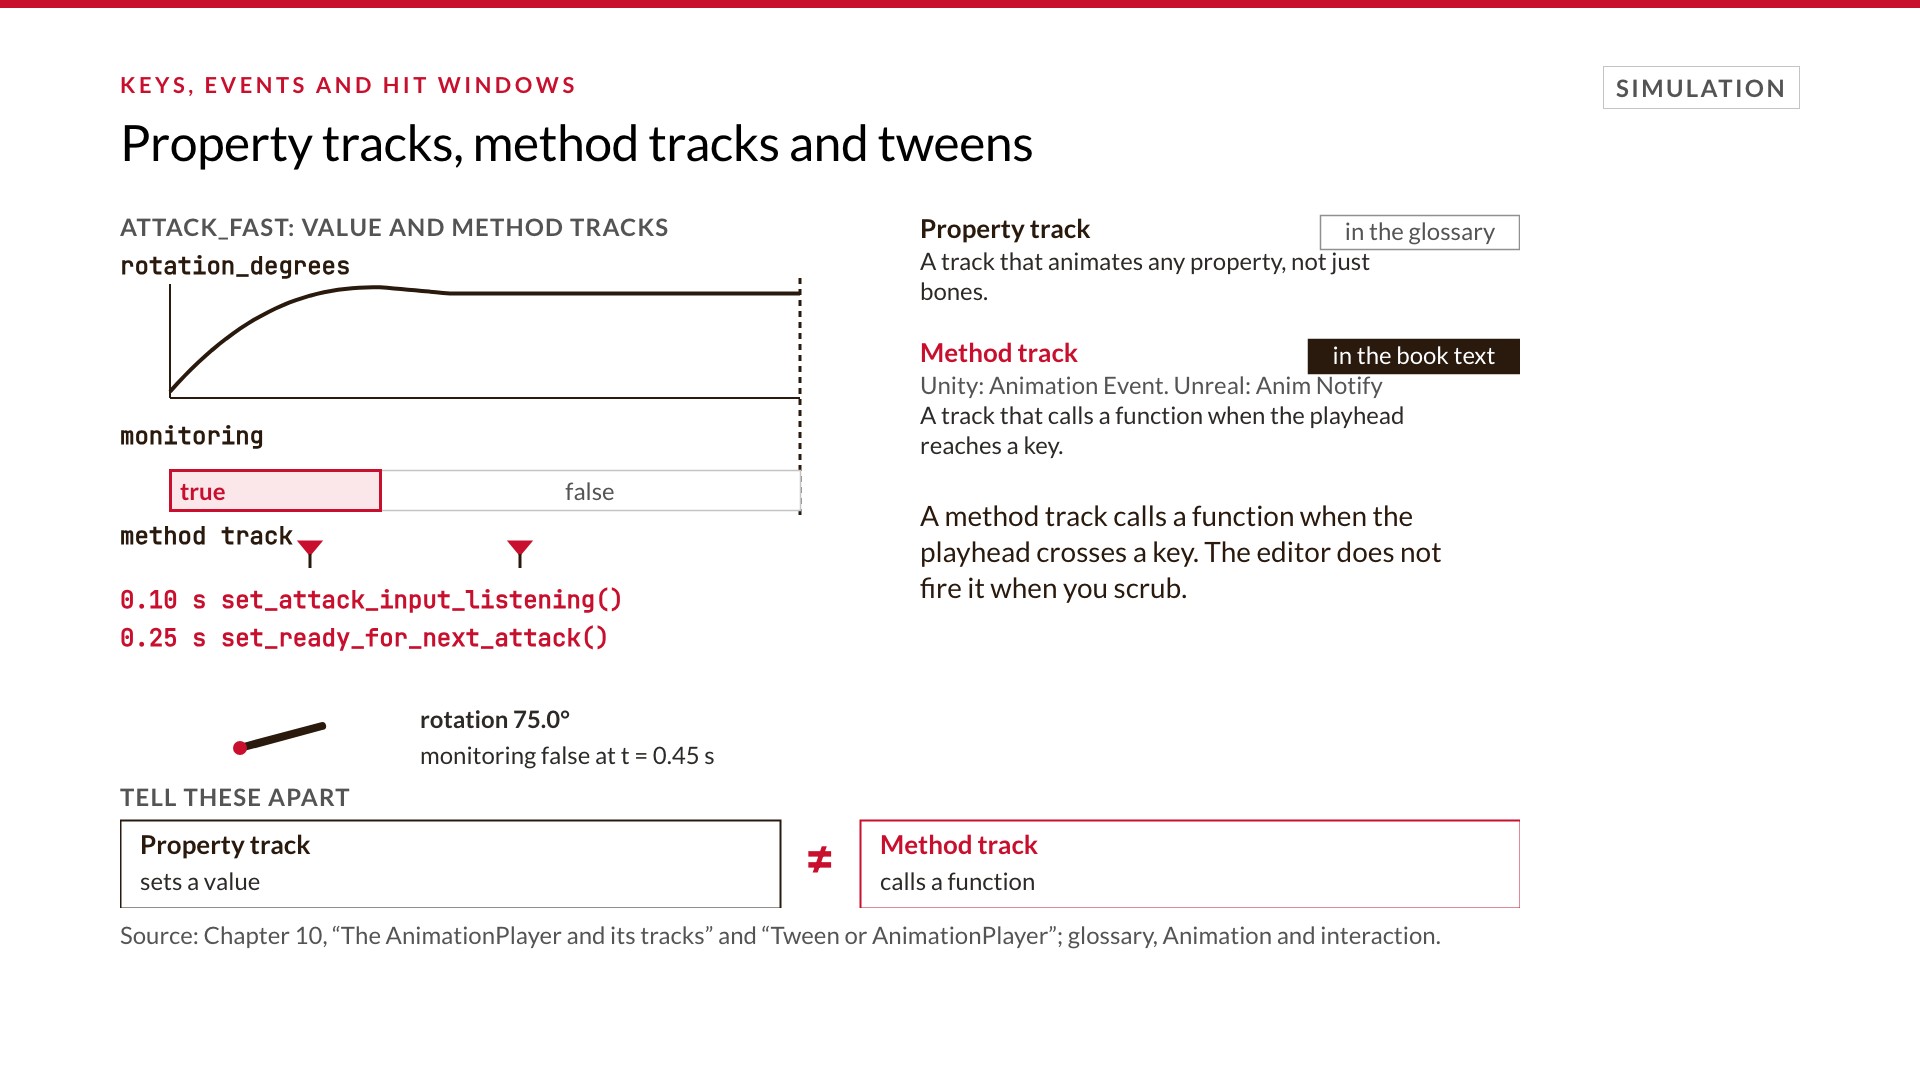 KEYS, EVENTS AND HIT WINDOWS
SIMULATION
Property tracks, method tracks and tweens
ATTACK_FAST: VALUE AND METHOD TRACKS
rotation_degrees
monitoring
true
false
method track
0.10 s set_attack_input_listening()
0.25 s set_ready_for_next_attack()
rotation 75.0°
monitoring false at t = 0.45 s
Property track
in the glossary
A track that animates any property, not just
bones.
Method track
in the book text
Unity: Animation Event. Unreal: Anim Notify
A track that calls a function when the playhead
reaches a key.
A method track calls a function when the
playhead crosses a key. The editor does not
fire it when you scrub.
TELL THESE APART
Property track
sets a value
≠
Method track
calls a function
Source: Chapter 10, “The AnimationPlayer and its tracks” and “Tween or AnimationPlayer”; glossary, Animation and interaction.